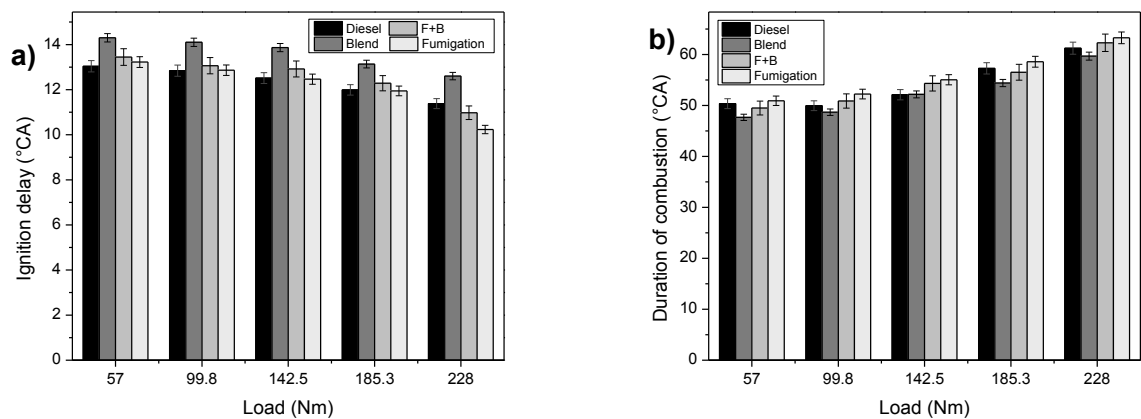 a)
Diesel
Blend
F+B
Fumigation
Ignition delay (°CA)
14
12
10
8
6
4
2
0
57 99.8 142.5 185.3 228
Load (Nm)
b)
Diesel
Blend
F+B
Fumigation
Duration of combustion (°CA)
60
50
40
30
20
10
0
57 99.8 142.5 185.3 228
Load (Nm)